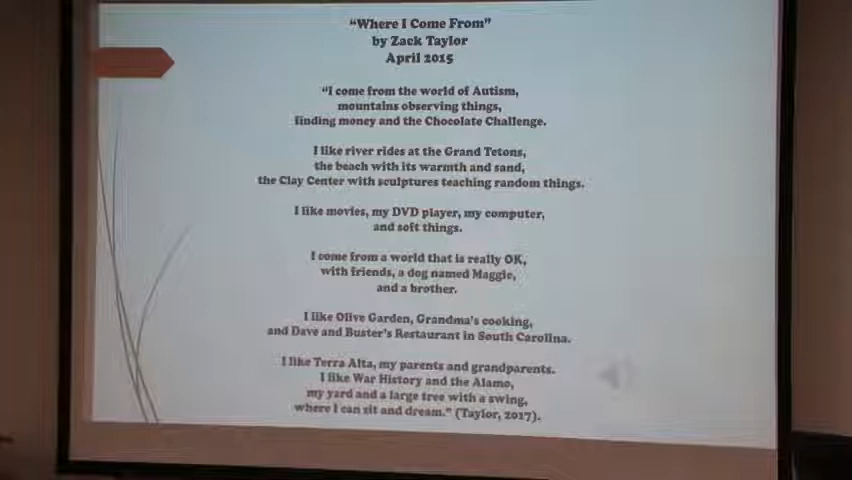 “Where I Come From”
by Zack Taylor
April 2015
“I come from the world of Autism,
mountains observing things,
finding money and the Chocolate Challenge.
I like river rides at the Grand Tetons,
the beach with its warmth and sand,
the Clay Center with sculptures teaching random things.
I like movies, my DVD player, my computer,
and soft things.
I come from a world that is really OK,
with friends, a dog named Maggie,
and a brother.
I like Olive Garden, Grandma's cooking,
and Dave and Buster's Restaurant in South Carolina.
I like Terra Alta, my parents and grandparents.
I like War History and the Alamo,
my yard and a large tree with a swing,
where I can sit and dream.” (Taylor, 2017).